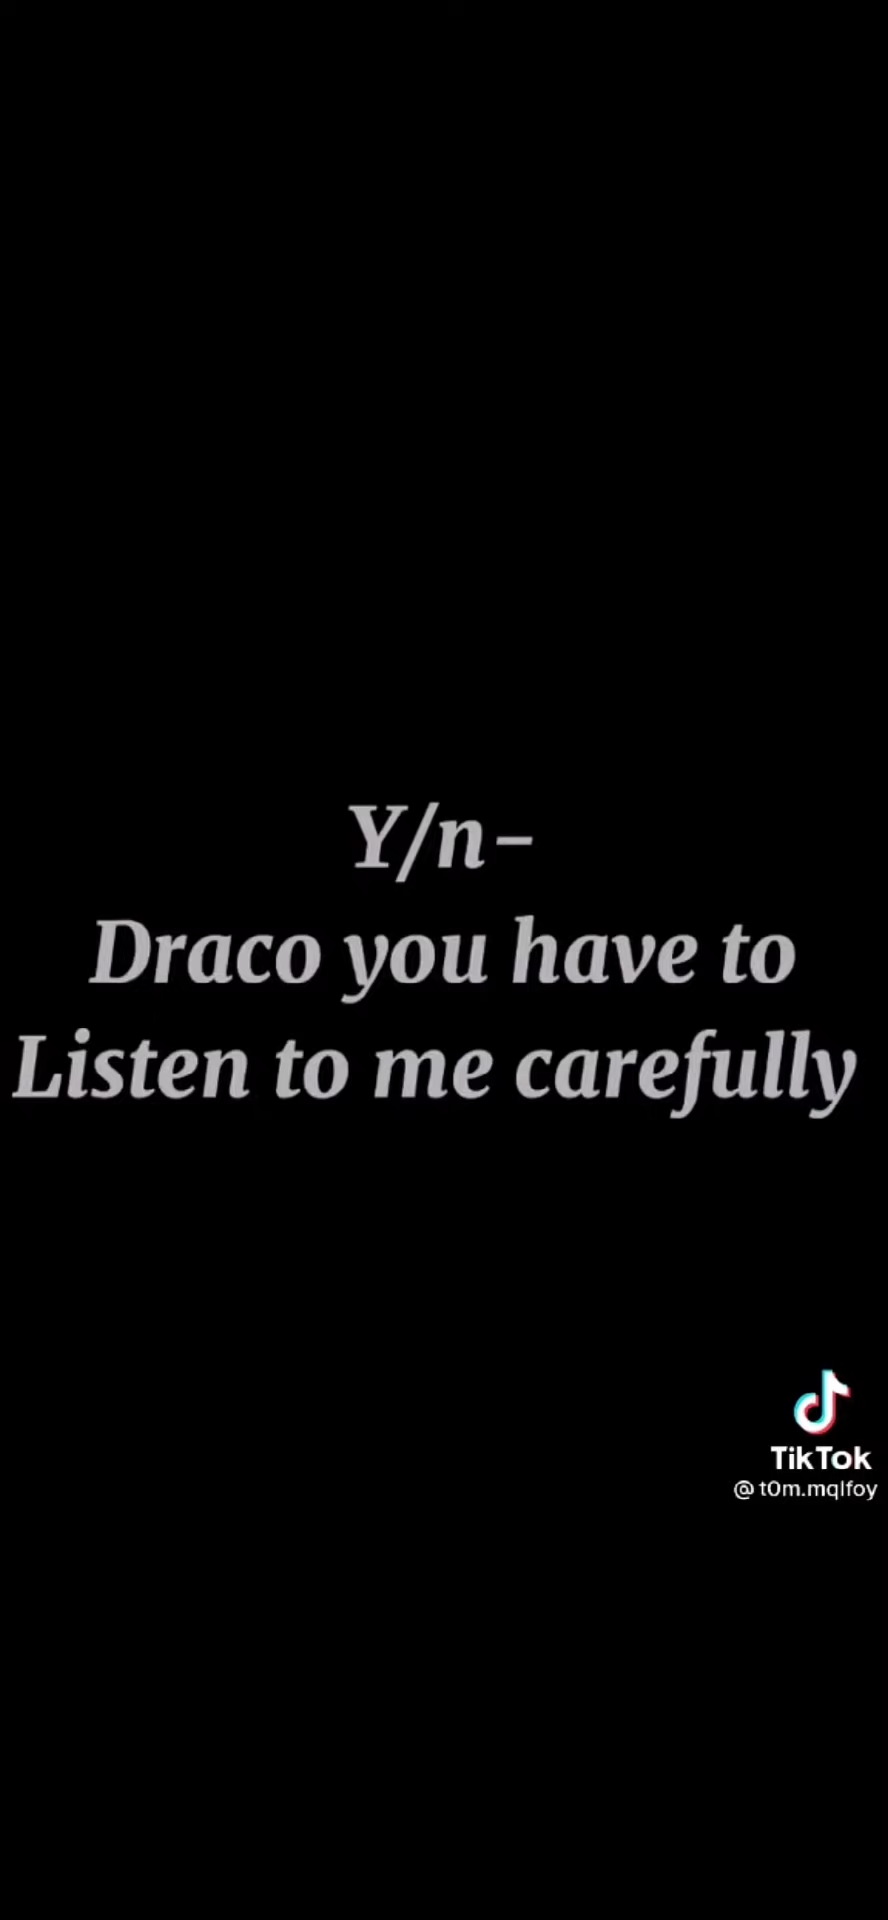 Y/n-
Draco you have to
Listen to me carefully
TikTok
@t0m.mqlfoy